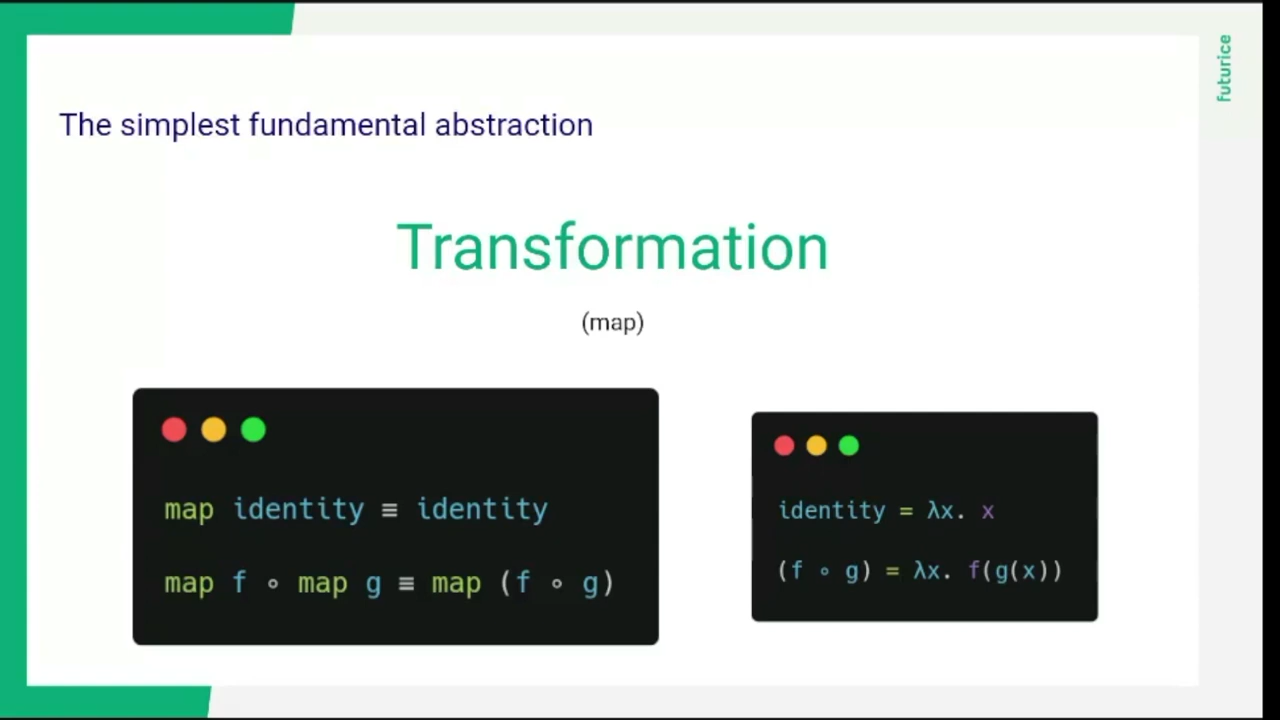 futurice
The simplest fundamental abstraction
Transformation
(map)
map identity ≡ identity
map f ∘ map g ≡ map (f ∘ g)
identity = λx. x
(f ∘ g) = λx. f(g(x))